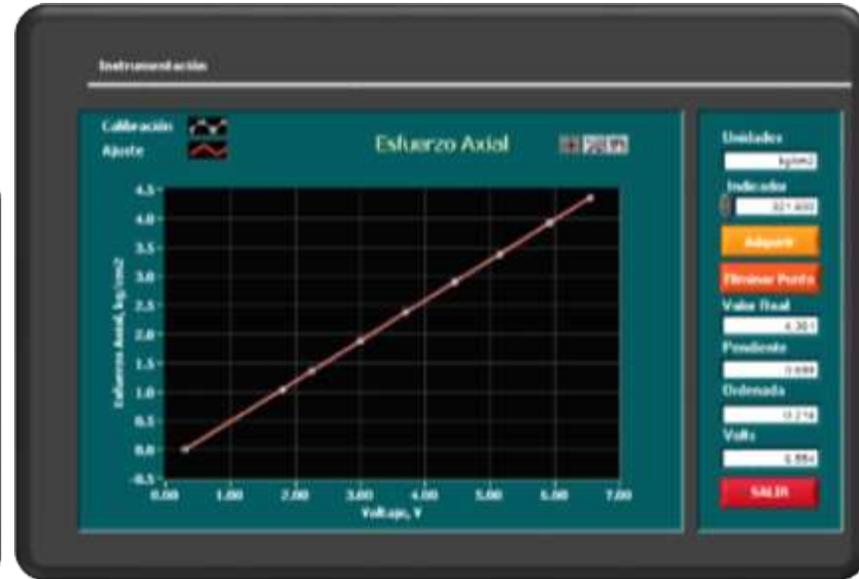 Instrumentación
Calibración
Ajuste
Esfuerzo Axial
4.5
4.0
3.5
3.0
2.5
2.0
1.5
1.0
0.5
0.0
-0.5
Esfuerzo Axial, kg/cm2
0.00 1.00 2.00 3.00 4.00 5.00 6.00 7.00
Voltaje, V
Unidades
kg/cm2
Indicador
Adquirir
Eliminar Punto
Valor Real
Pendiente
Ordenada
Volts
SALIR